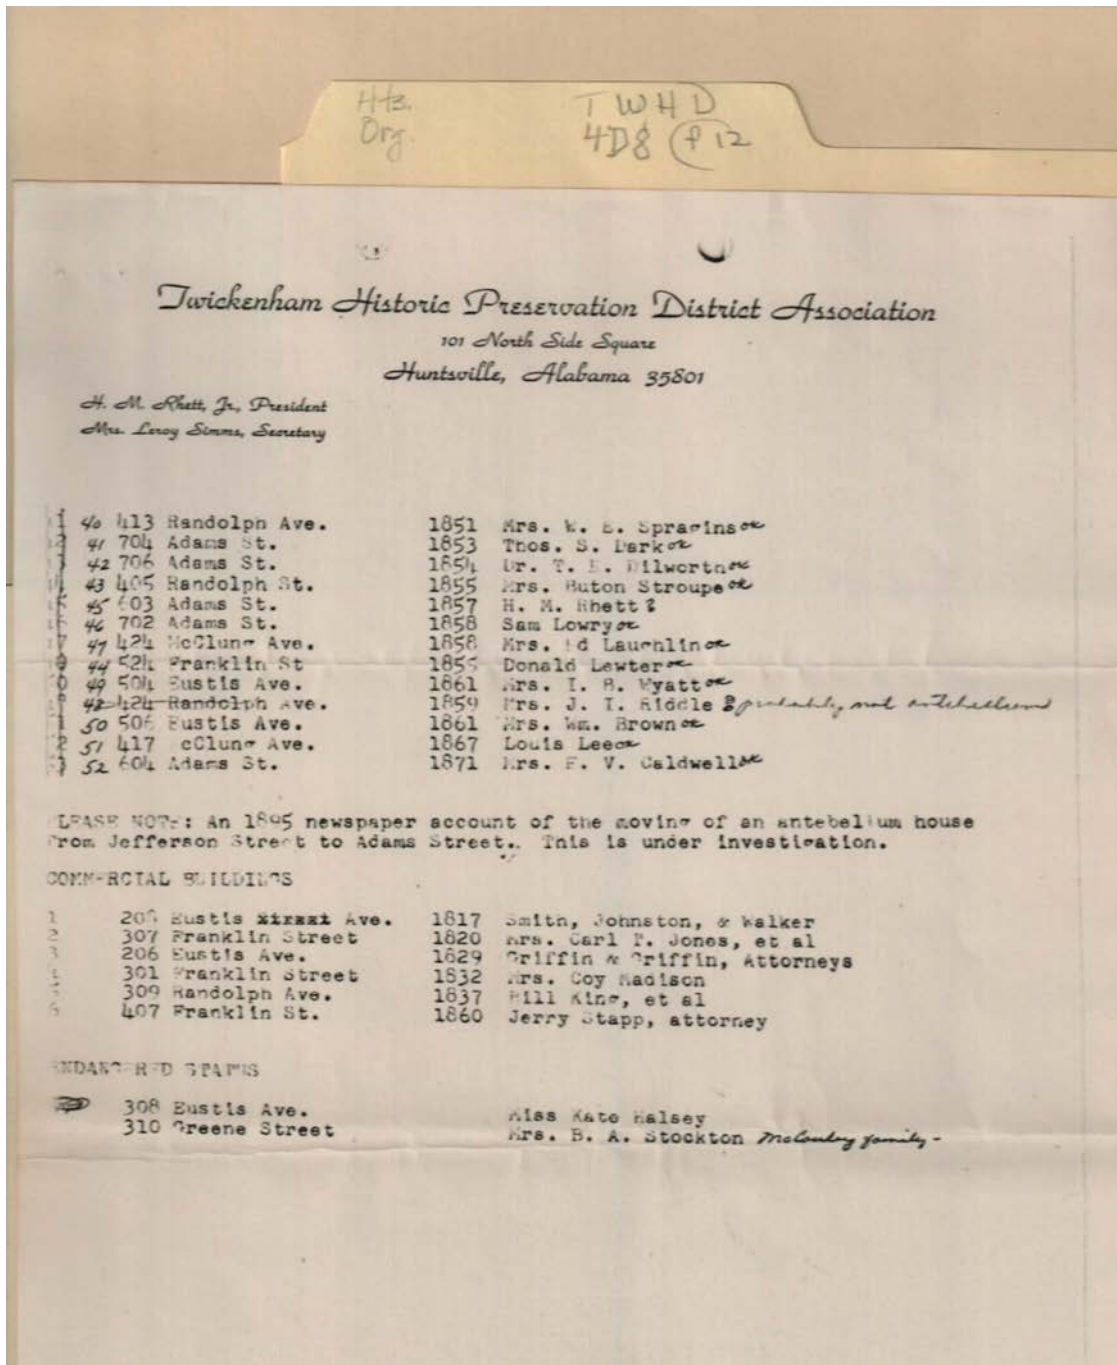 Hts. TWHD
Org. 4D8 (f 12
Twickenham Historic Preservation District Association
101 North Side Square
Huntsville, Alabama 35801
H. M. Rhett, Jr., President
Mrs. Leroy Simms, Secretary
40 413 Randolph Ave. 1851 Mrs. W. E. Spragins ok
41 704 Adams St. 1853 Thos. S. Dark ok
42 706 Adams St. 1854 Dr. T. E. Dilworth ok
43 405 Randolph St. 1855 Mrs. Buton Stroupe ok
45 603 Adams St. 1857 H. M. Rhett ?
46 702 Adams St. 1858 Sam Lowry ok
47 424 McClung Ave. 1858 Mrs. Ed Laughlin ok
44 524 Franklin St 1855 Donald Lewter ok
49 504 Eustis Ave. 1861 Mrs. I. B. Wyatt ok
42 424 Randolph Ave. 1859 Mrs. J. I. Riddle ? probably not antebellum
50 506 Eustis Ave. 1861 Mrs. Wm. Brown ok
51 417 cClung Ave. 1867 Louis Lee ok
52 604 Adams St. 1871 Mrs. F. V. Caldwell ok
PLEASE NOTE: An 1895 newspaper account of the moving of an antebellum house
from Jefferson Street to Adams Street. This is under investigation.
COMMERCIAL BUILDINGS
1 205 Eustis Ave. 1817 Smith, Johnston, & Walker
2 307 Franklin Street 1820 Mrs. Carl T. Jones, et al
3 206 Eustis Ave. 1829 Griffin & Griffin, Attorneys
4 301 Franklin Street 1832 Mrs. Coy Madison
5 309 Randolph Ave. 1837 Bill King, et al
6 407 Franklin St. 1860 Jerry Stapp, attorney
ENDANGERED STATUS
308 Eustis Ave. Miss Kate Halsey
310 Greene Street Mrs. B. A. Stockton family-